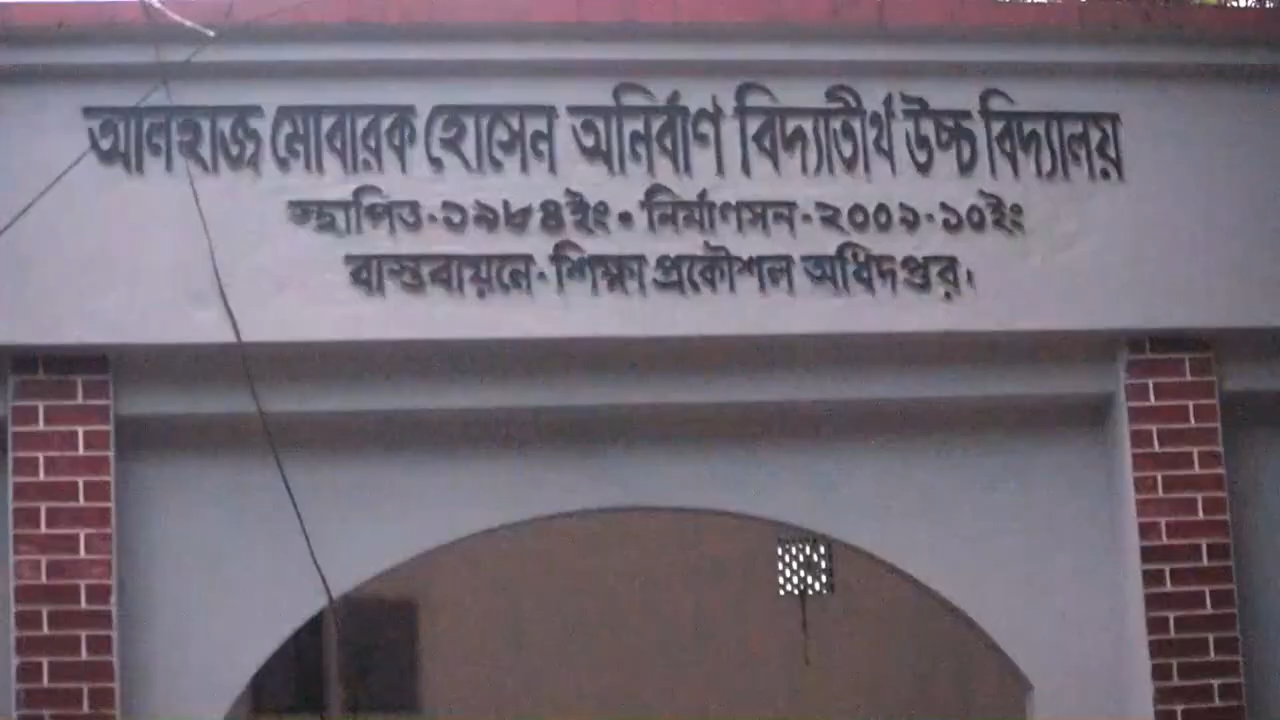 আলহাজ্ব মোবারক হোসেন অনির্বাণ বিদ্যাতীর্থ উচ্চ বিদ্যালয়
স্থাপিত-১৯৮৪ইং • নির্মাণসন-২০০৯-১০ইং
বাস্তবায়নে-শিক্ষা প্রকৌশল অধিদপ্তর।